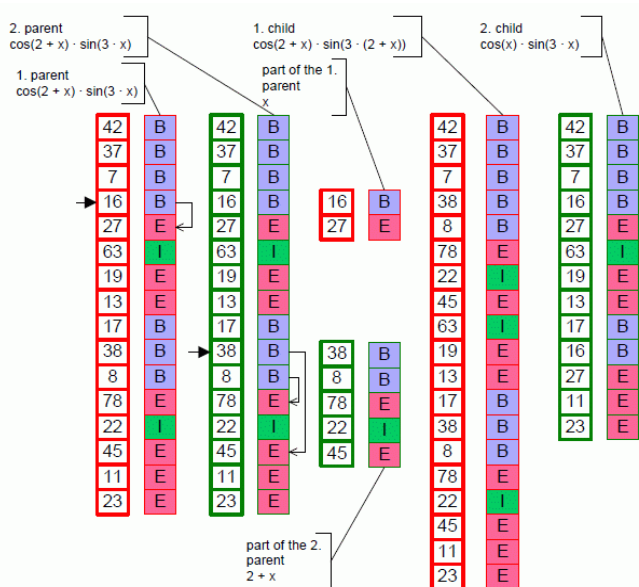 2. parent
cos(2 + x) · sin(3 · x)
1. child
cos(2 + x) · sin(3 · (2 + x))
2. child
cos(x) · sin(3 · x)
1. parent
cos(2 + x) · sin(3 · x)
part of the 1.
parent
x
42 B 42 B 42 B 42 B
37 B 37 B 37 B 37 B
7 B 7 B 7 B 7 B
16 B 16 B 16 B 38 B 16 B
27 E 27 E 27 E 8 B 27 E
63 I 63 I 78 E 63 I
19 E 19 E 22 I 19 E
13 E 13 E 45 E 13 E
17 B 17 B 63 I 17 B
38 B 38 B 38 B 19 E 16 B
8 B 8 B 8 B 13 E 27 E
78 E 78 E 78 E 17 B 11 E
22 I 22 I 22 I 38 B 23 E
45 E 45 E 45 E 8 B
11 E 11 E 78 E
23 E 23 E 22 I
45 E
11 E
23 E
part of the 2.
parent
2 + x